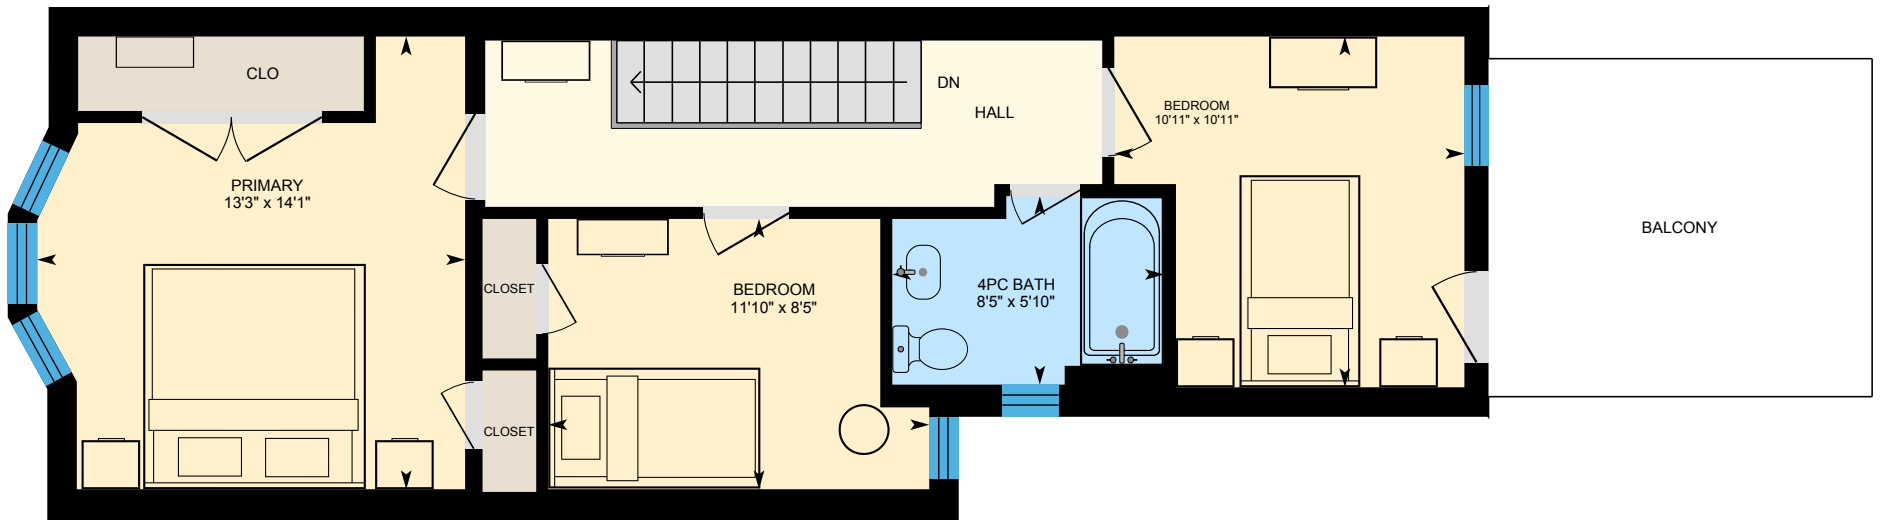 CLO
PRIMARY
13'3" x 14'1"
DN
HALL
BEDROOM
10'11" x 10'11"
BALCONY
CLOSET
BEDROOM
11'10" x 8'5"
4PC BATH
8'5" x 5'10"
CLOSET